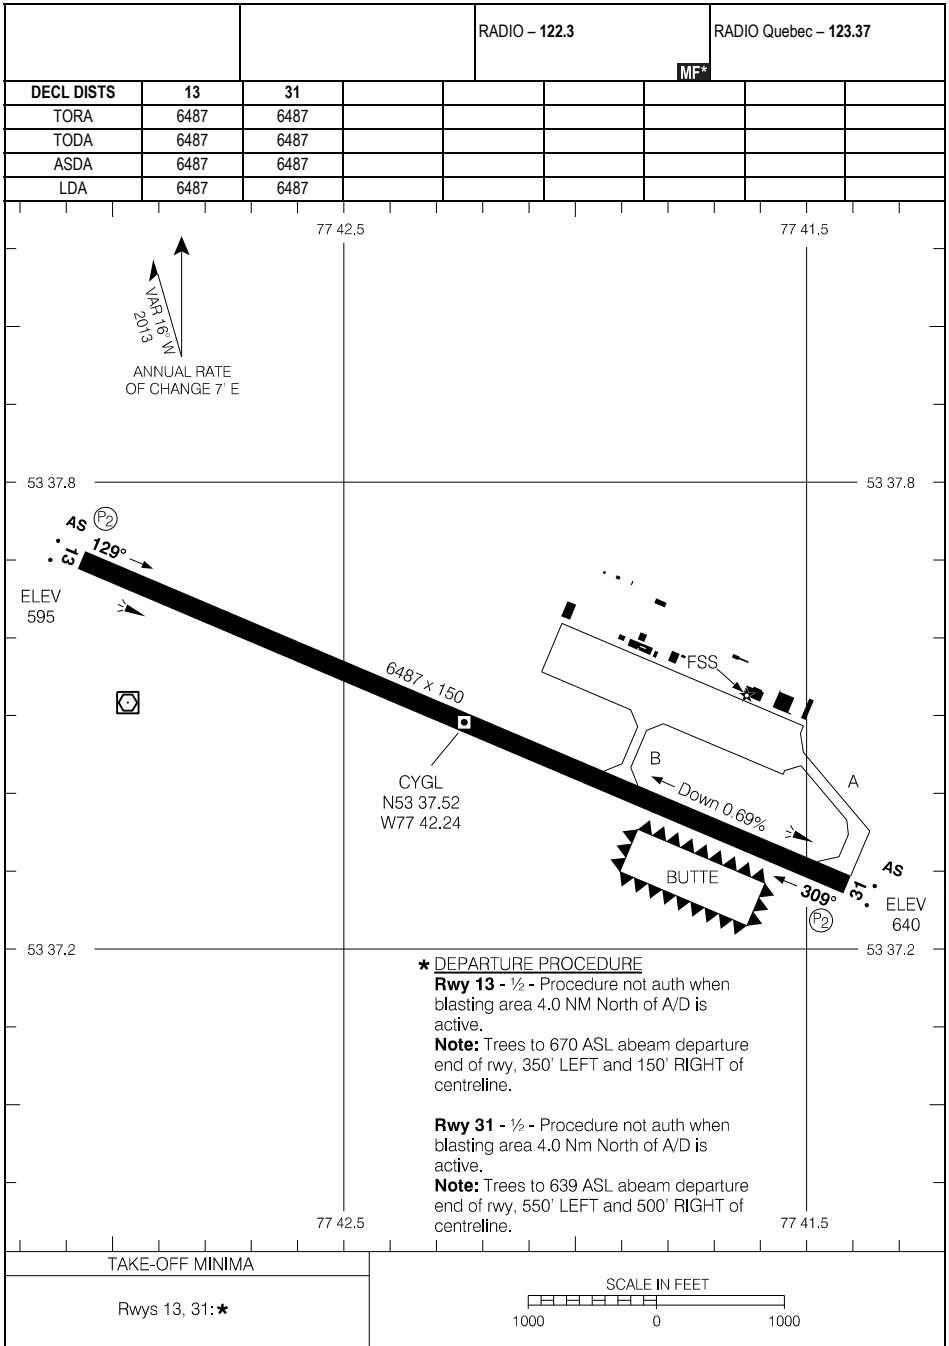 RADIO – 122.3
RADIO Quebec – 123.37
MF*
DECL DISTS 13 31
TORA 6487 6487
TODA 6487 6487
ASDA 6487 6487
LDA 6487 6487
77 42.5 77 41.5
VAR 16° W
2013
ANNUAL RATE
OF CHANGE 7' E
53 37.8 53 37.8
AS P2
13 129°
ELEV
595
6487 x 150
FSS
CYGL
N53 37.52
W77 42.24
B
A
Down 0.69%
BUTTE
309°
31
AS
P2
ELEV
640
53 37.2 53 37.2
* DEPARTURE PROCEDURE
Rwy 13 - ½ - Procedure not auth when
blasting area 4.0 NM North of A/D is
active.
Note: Trees to 670 ASL abeam departure
end of rwy, 350' LEFT and 150' RIGHT of
centreline.
Rwy 31 - ½ - Procedure not auth when
blasting area 4.0 Nm North of A/D is
active.
Note: Trees to 639 ASL abeam departure
end of rwy, 550' LEFT and 500' RIGHT of
centreline.
77 42.5 77 41.5
TAKE-OFF MINIMA
Rwys 13, 31:*
SCALE IN FEET
1000 0 1000